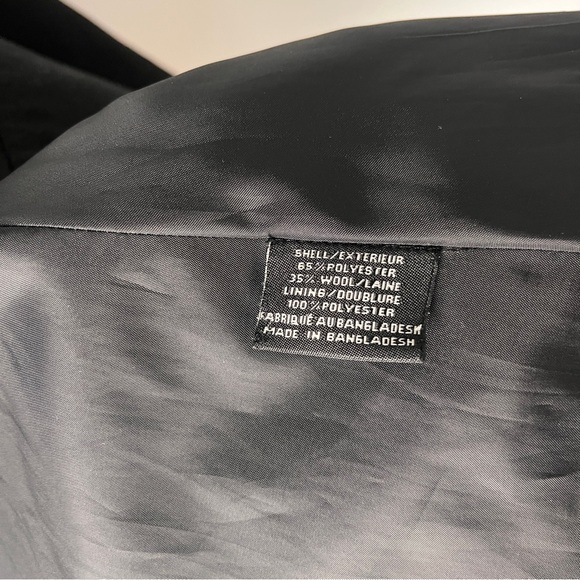 SHELL/EXTERIEUR
65%POLYESTER
35% WOOL/LAINE
LINING/DOUBLURE
100%POLYESTER
FABRIQUÉ AU BANGLADESH
MADE IN BANGLADESH